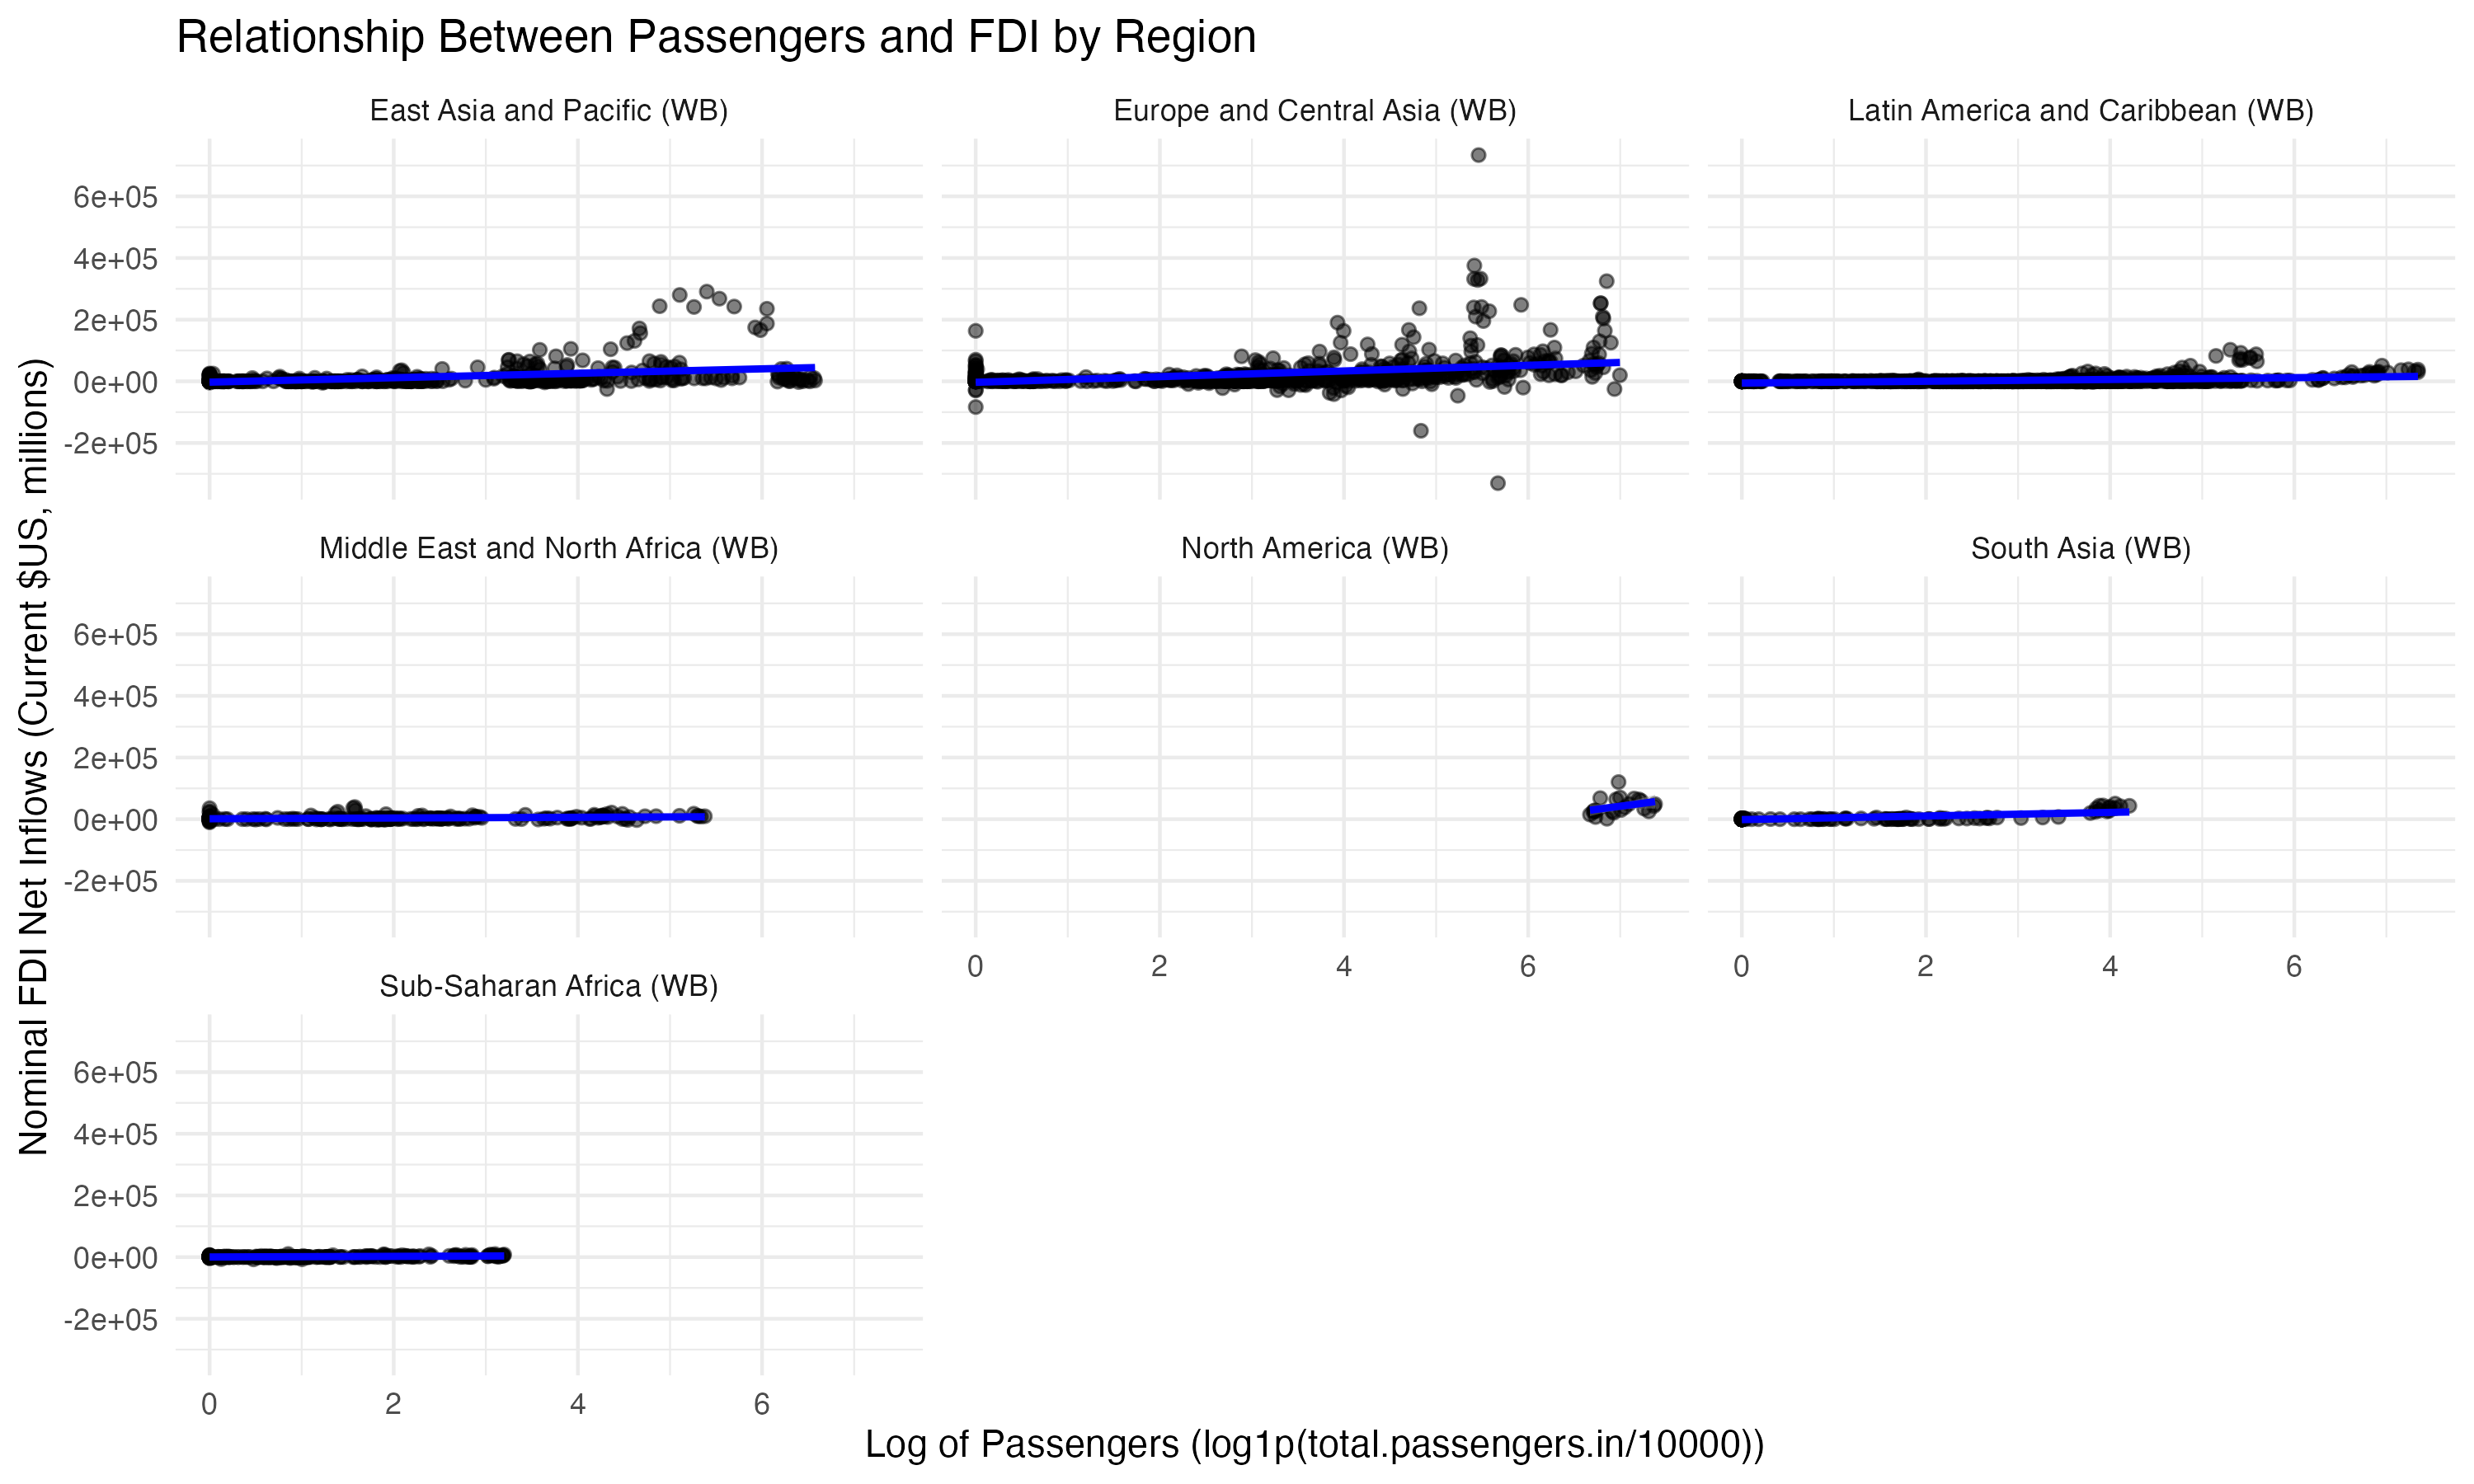 Relationship Between Passengers and FDI by Region
East Asia and Pacific (WB)
Europe and Central Asia (WB)
Latin America and Caribbean (WB)
6e+05
4e+05
2e+05
0e+00
-2e+05
Middle East and North Africa (WB)
North America (WB)
South Asia (WB)
6e+05
4e+05
2e+05
0e+00
-2e+05
0 2 4 6
0 2 4 6
Sub-Saharan Africa (WB)
6e+05
4e+05
2e+05
0e+00
-2e+05
0 2 4 6
Nominal FDI Net Inflows (Current $US, millions)
Log of Passengers (log1p(total.passengers.in/10000))